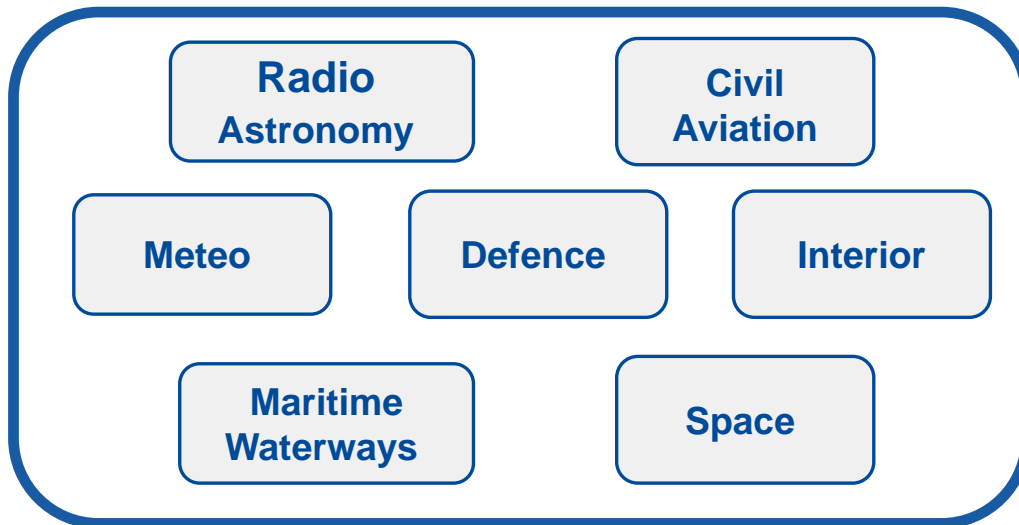 Radio
Astronomy
Civil
Aviation
Meteo
Defence
Interior
Maritime
Waterways
Space